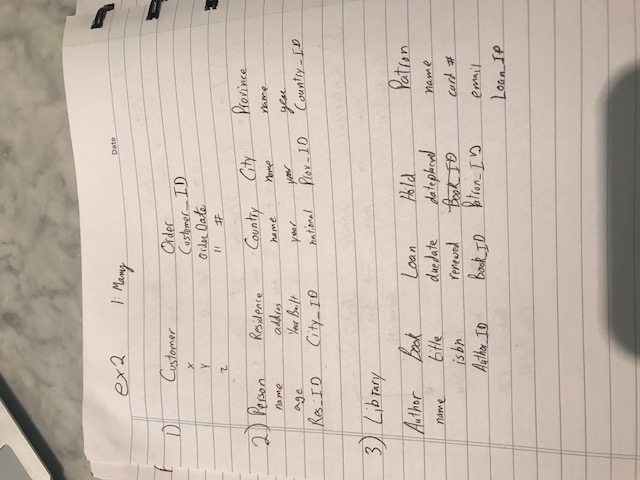 ex2 1: Many Date
1) Customer Order
x Customer_ID
Y Order Date
z " #
2) Person Residence Country City Province
name addres name name name
age Year Built year year year
Res_ID City_ID national Prov_ID Country_ID
3) Library
Author Book Loan Hold Patron
name title duedate dateplaced name
isbn renewed Book_ID card #
Author_ID Book_ID Patron_ID email
Loan_ID